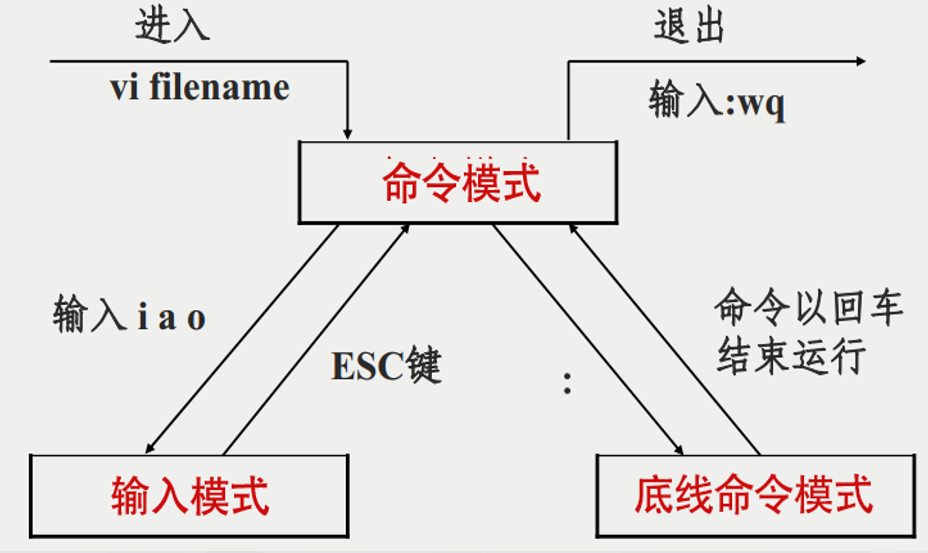 进入
vi filename
退出
输入:wq
命令模式
输入 i a o
ESC键
:
命令以回车
结束运行
输入模式
底线命令模式